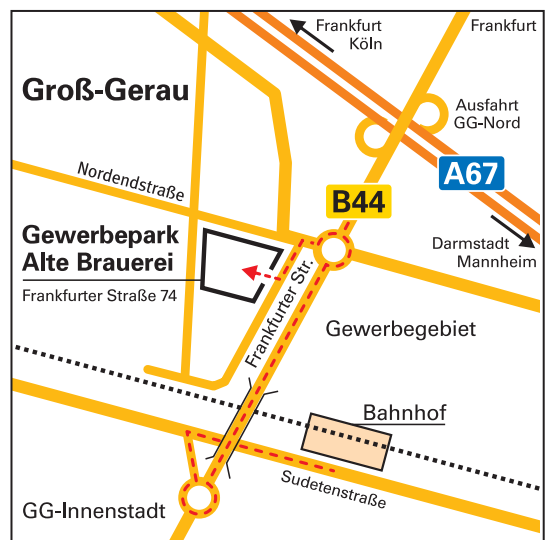 Frankfurt
Köln
Frankfurt
Groß-Gerau
Ausfahrt
GG-Nord
A67
Nordendstraße
B44
Gewerbepark
Alte Brauerei
Frankfurter Straße 74
Darmstadt
Mannheim
Frankfurter Str.
Gewerbegebiet
Bahnhof
Sudetenstraße
GG-Innenstadt